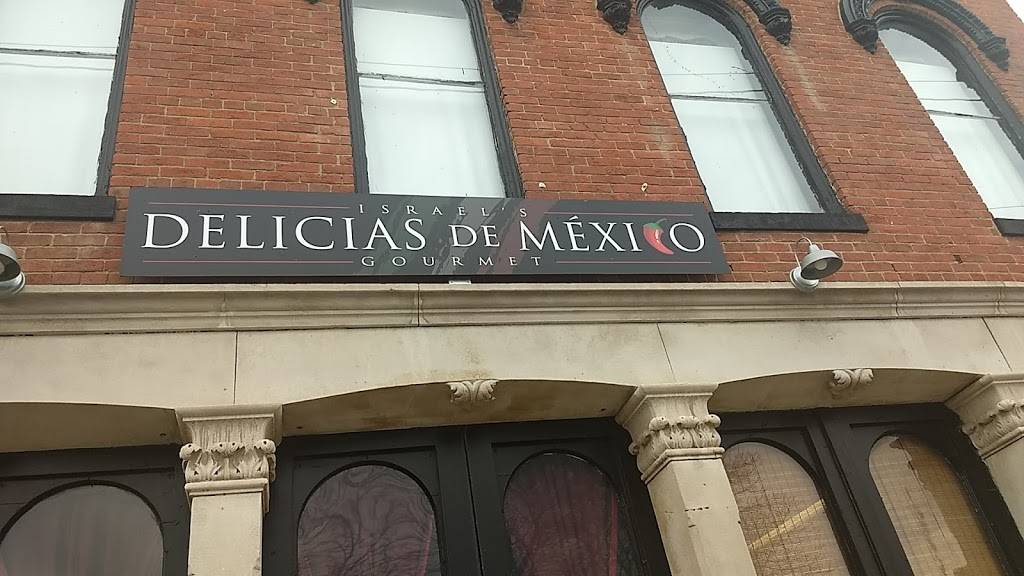 ISRAEL'S
DELICIAS DE MÉXICO
GOURMET